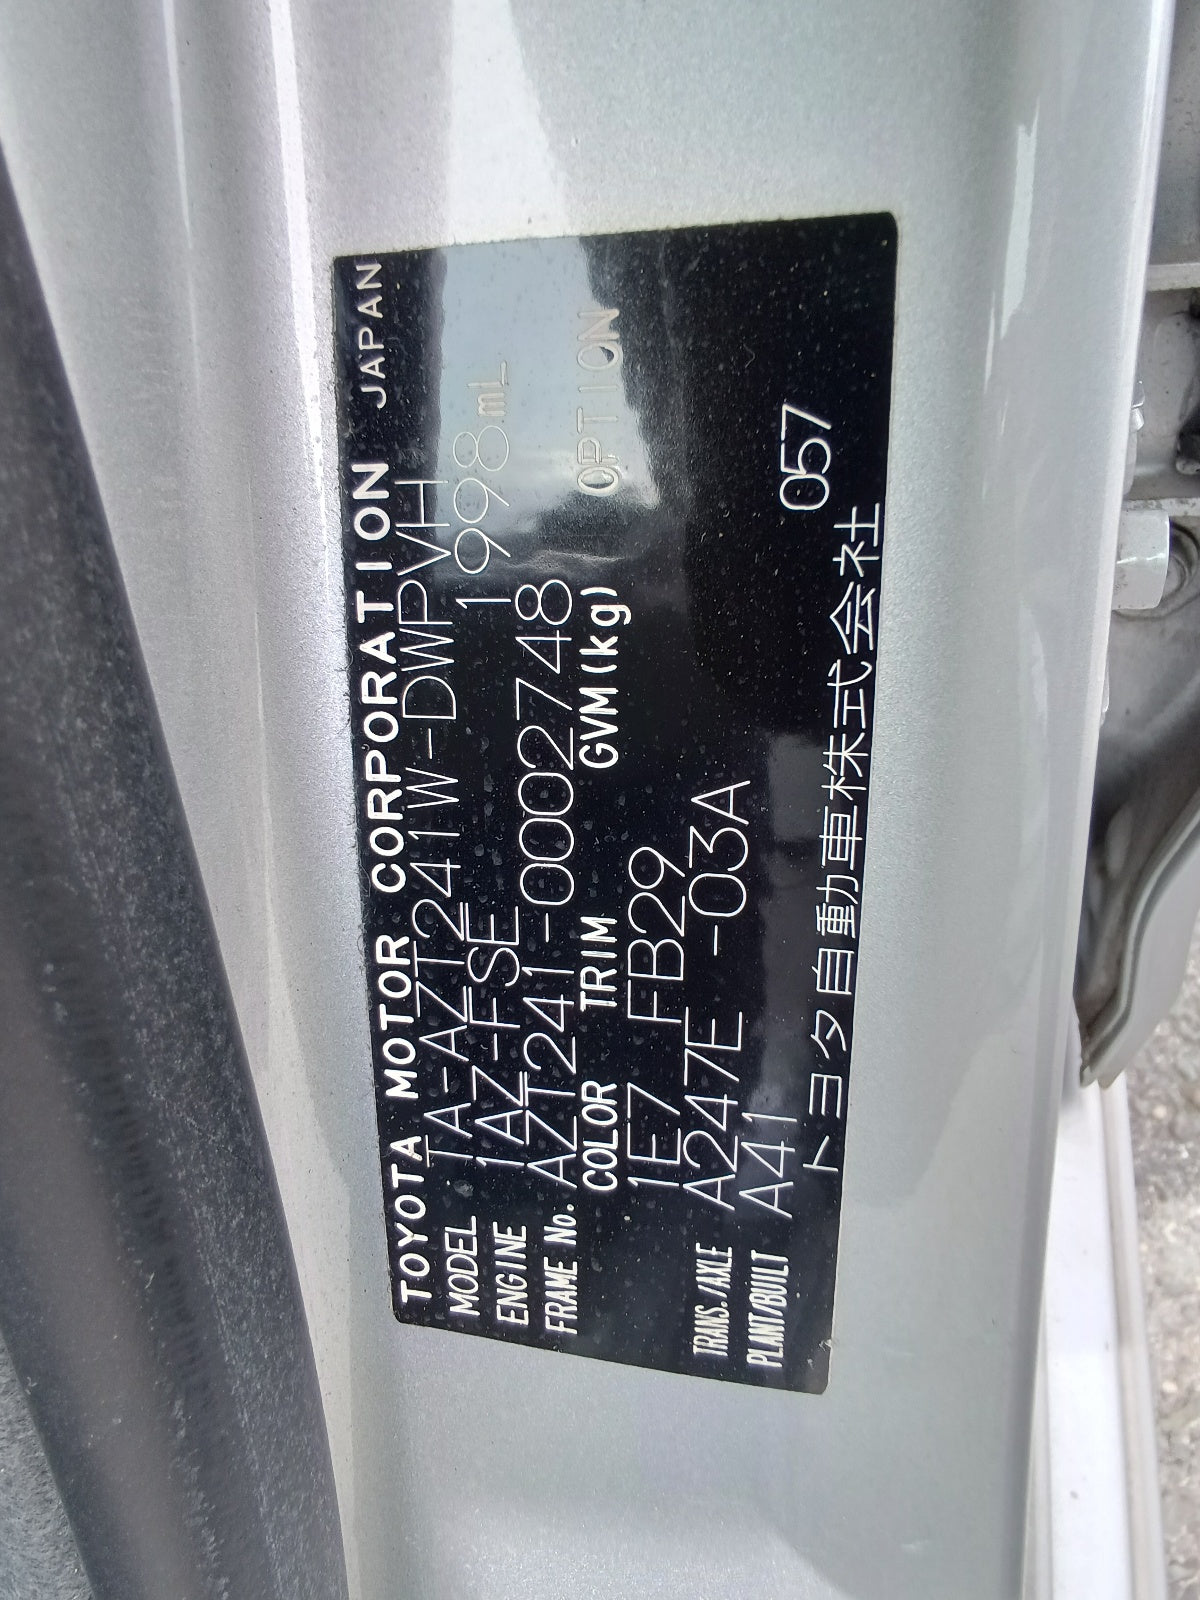 TOYOTA MOTOR CORPORATION JAPAN
MODEL TA-AZT241W-DWPVH
ENGINE 1AZ-FSE 1998mL
FRAME No. AZT241-0002748
COLOR TRIM GVM(kg) OPTION
1E7 FB29
TRANS./AXLE A247E -03A
PLANT/BUILT A41 057
トヨタ自動車株式会社